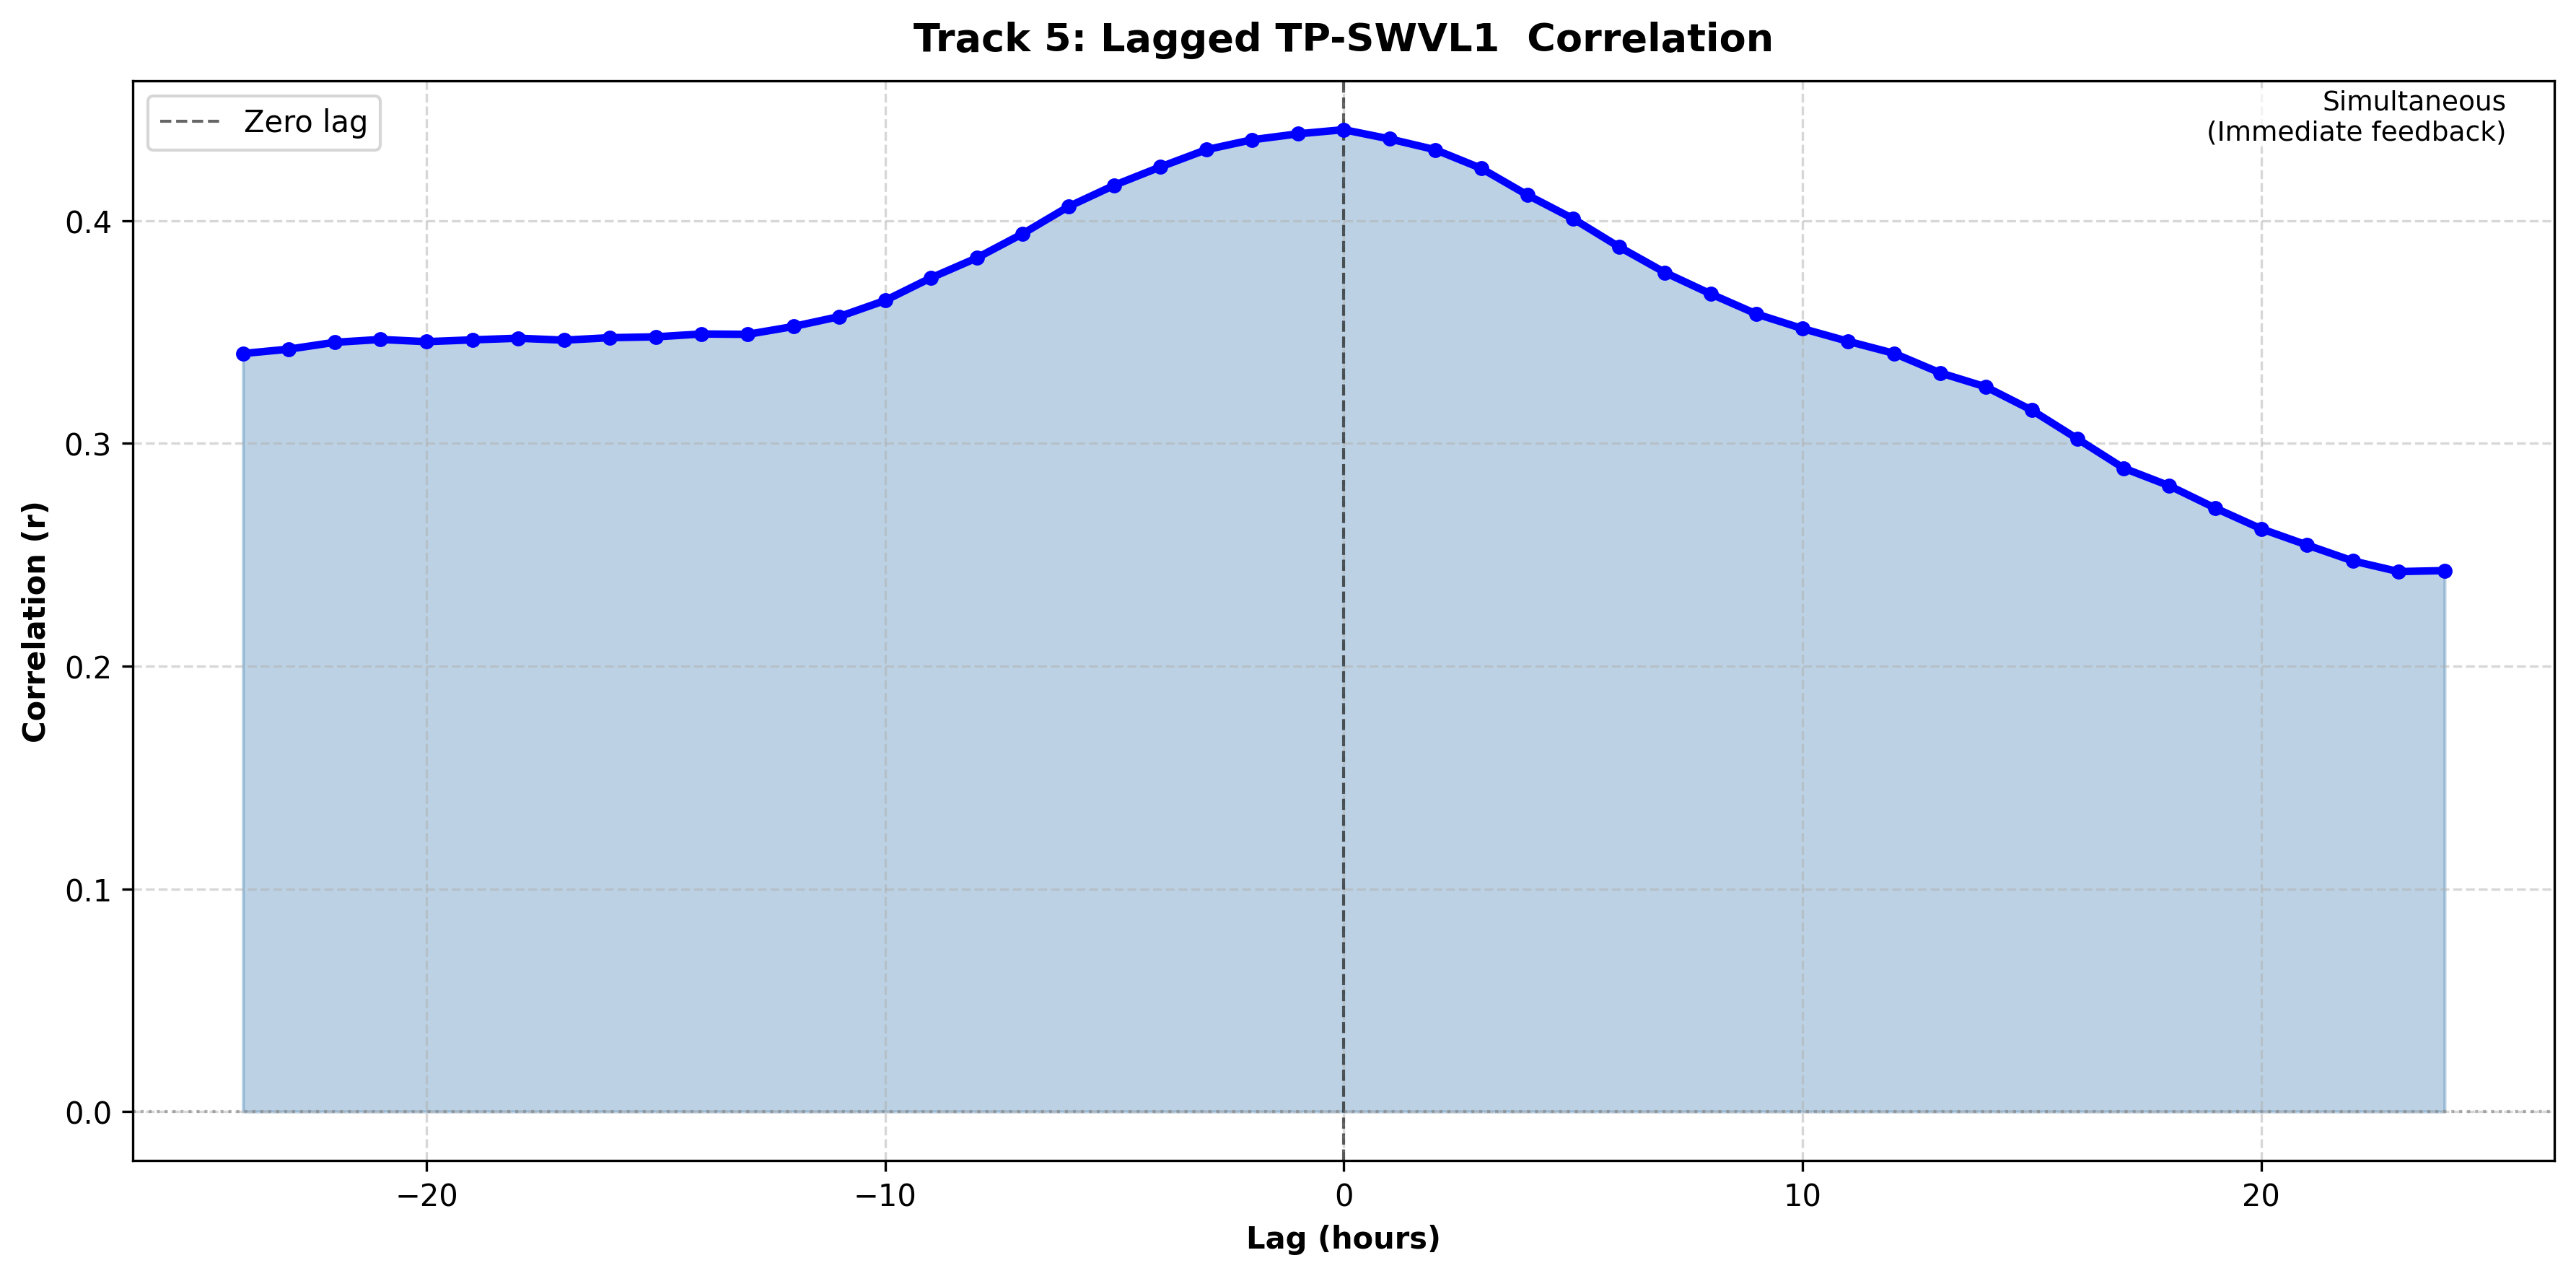 Track 5: Lagged TP-SWVL1  Correlation
Zero lag
Simultaneous
(Immediate feedback)
Correlation (r)
0.4
0.3
0.2
0.1
0.0
−20
−10
0
10
20
Lag (hours)